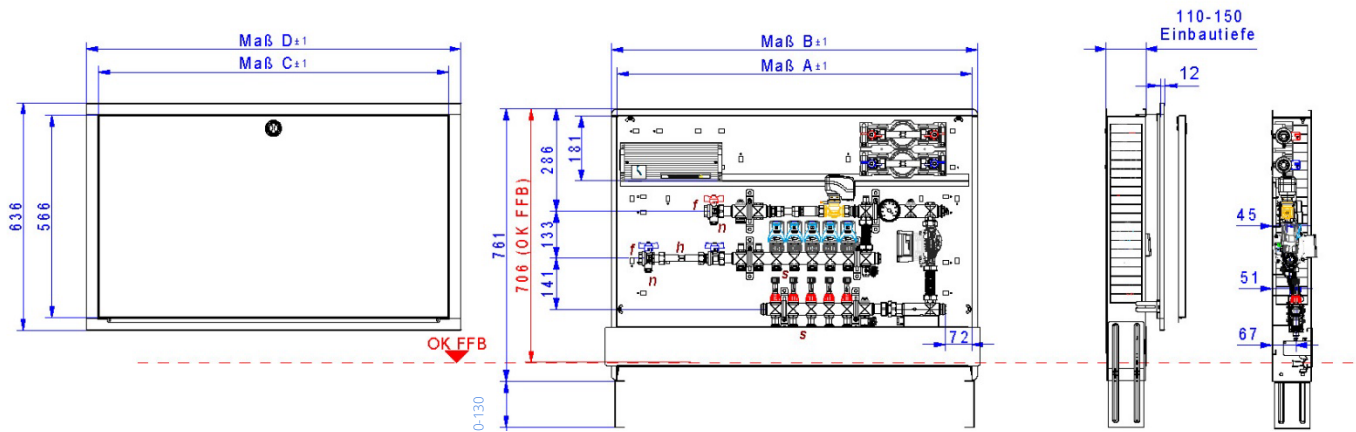 Maß D±1
Maß C±1
636
566
OK FFB
Maß B±1
Maß A±1
761
706 (OK FFB)
286
181
133
141
0-130
f
n
f
h
n
s
s
72
110-150
Einbautiefe
12
45
51
67